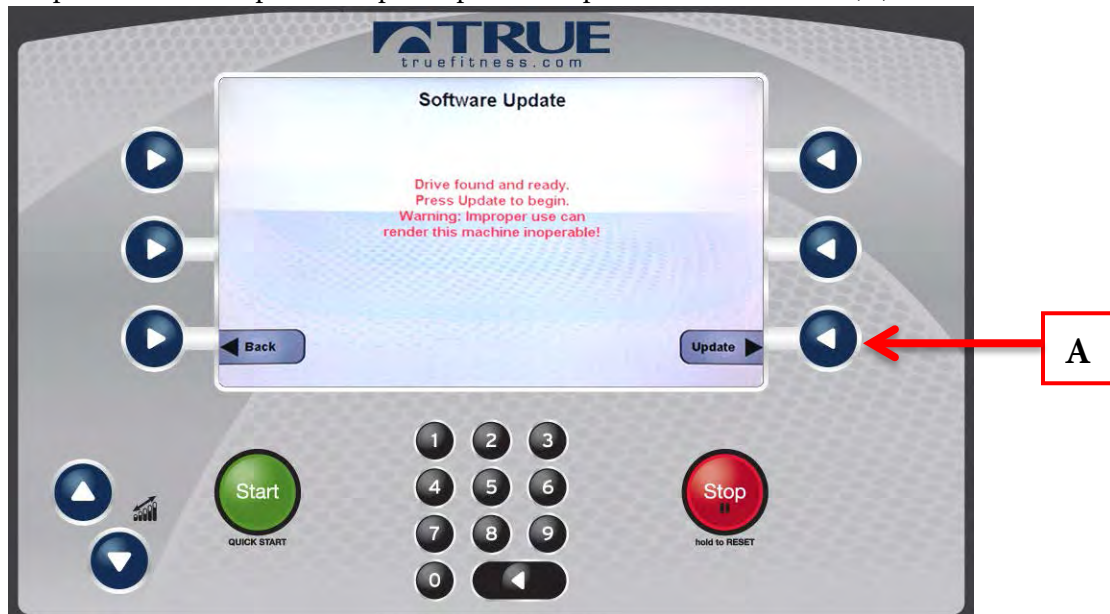 TRUE
truefitness.com
Software Update
Drive found and ready.
Press Update to begin.
Warning: Improper use can
render this machine inoperable!
Back
Update
A
1 2 3
4 5 6
7 8 9
0
Start
QUICK START
Stop
hold to RESET